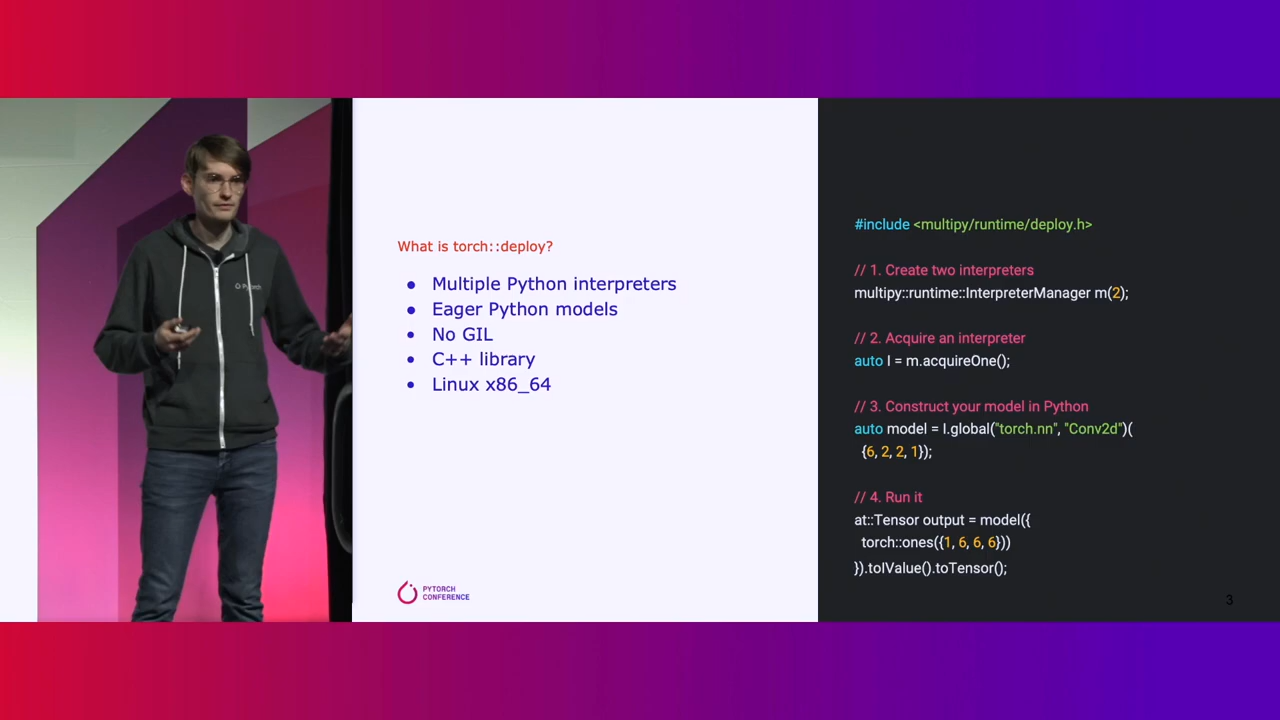 PyTorch
What is torch::deploy?
● Multiple Python interpreters
● Eager Python models
● No GIL
● C++ library
● Linux x86_64
PYTORCH
CONFERENCE
#include <multipy/runtime/deploy.h>
// 1. Create two interpreters
multipy::runtime::InterpreterManager m(2);
// 2. Acquire an interpreter
auto I = m.acquireOne();
// 3. Construct your model in Python
auto model = I.global("torch.nn", "Conv2d")(
{6, 2, 2, 1});
// 4. Run it
at::Tensor output = model({
torch::ones({1, 6, 6, 6}))
}).toIValue().toTensor();
3